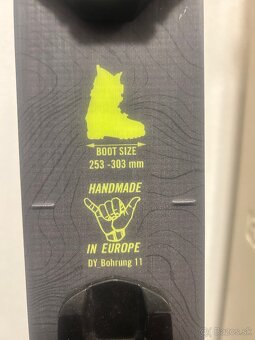 BOOT SIZE
253 -303 mm
HANDMADE
IN EUROPE
DY Bohrung 11